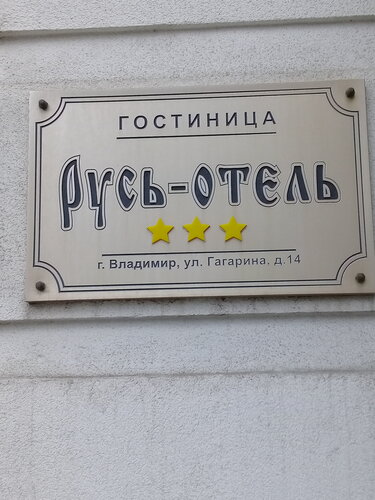 ГОСТИНИЦА
РУСЬ-ОТЕЛЬ
г. Владимир, ул. Гагарина, д.14